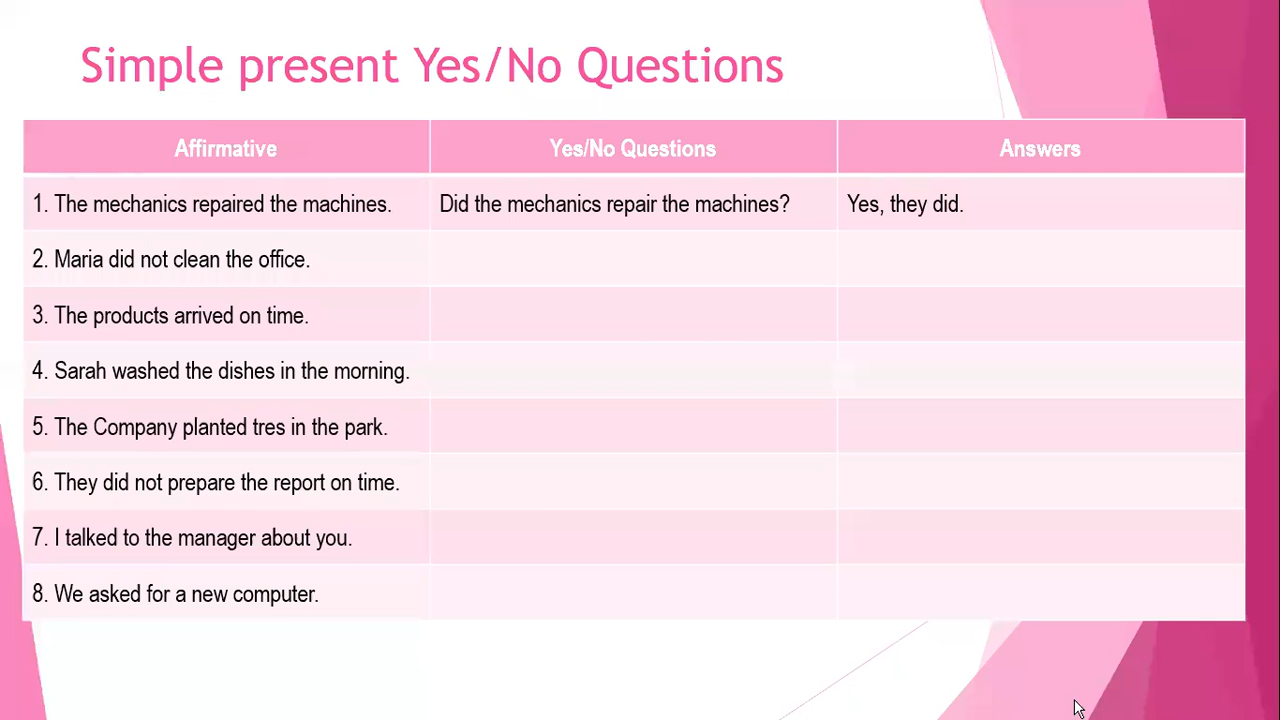 Simple present Yes/No Questions
Affirmative Yes/No Questions Answers
1. The mechanics repaired the machines. Did the mechanics repair the machines? Yes, they did.
2. Maria did not clean the office.
3. The products arrived on time.
4. Sarah washed the dishes in the morning.
5. The Company planted tres in the park.
6. They did not prepare the report on time.
7. I talked to the manager about you.
8. We asked for a new computer.